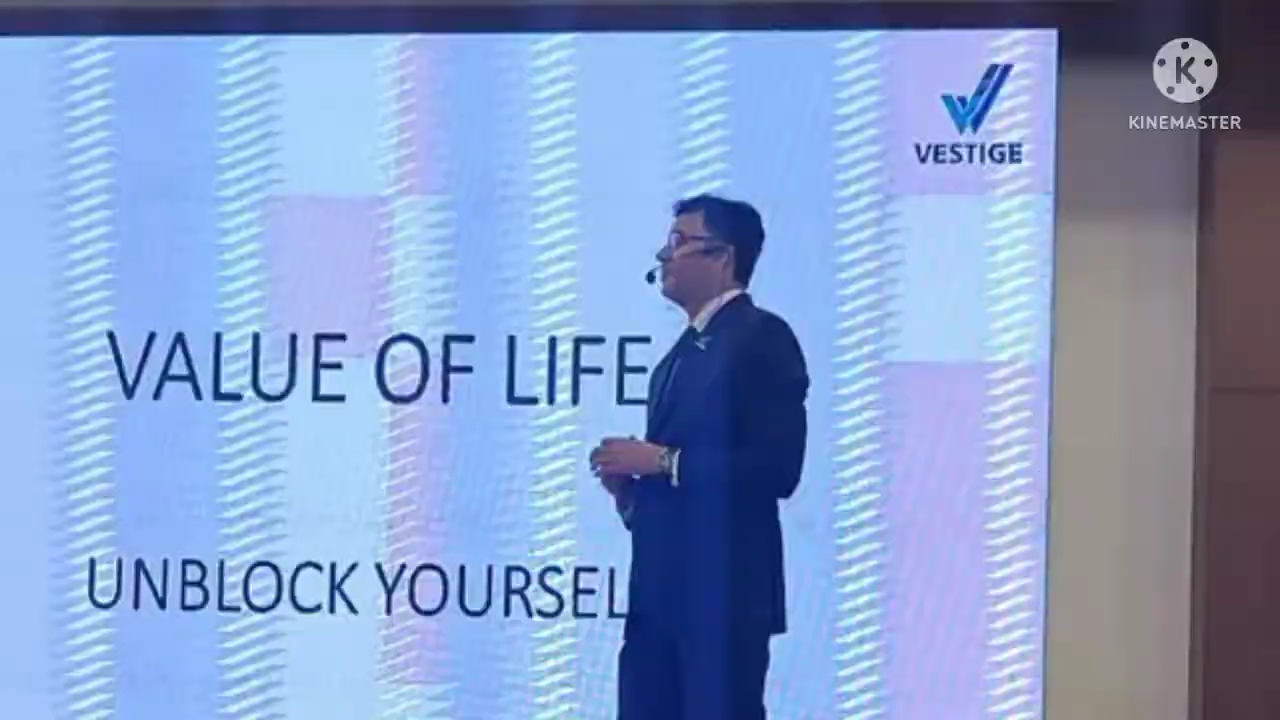 VESTIGE
K
KINEMASTER
VALUE OF LIFE
UNBLOCK YOURSEL